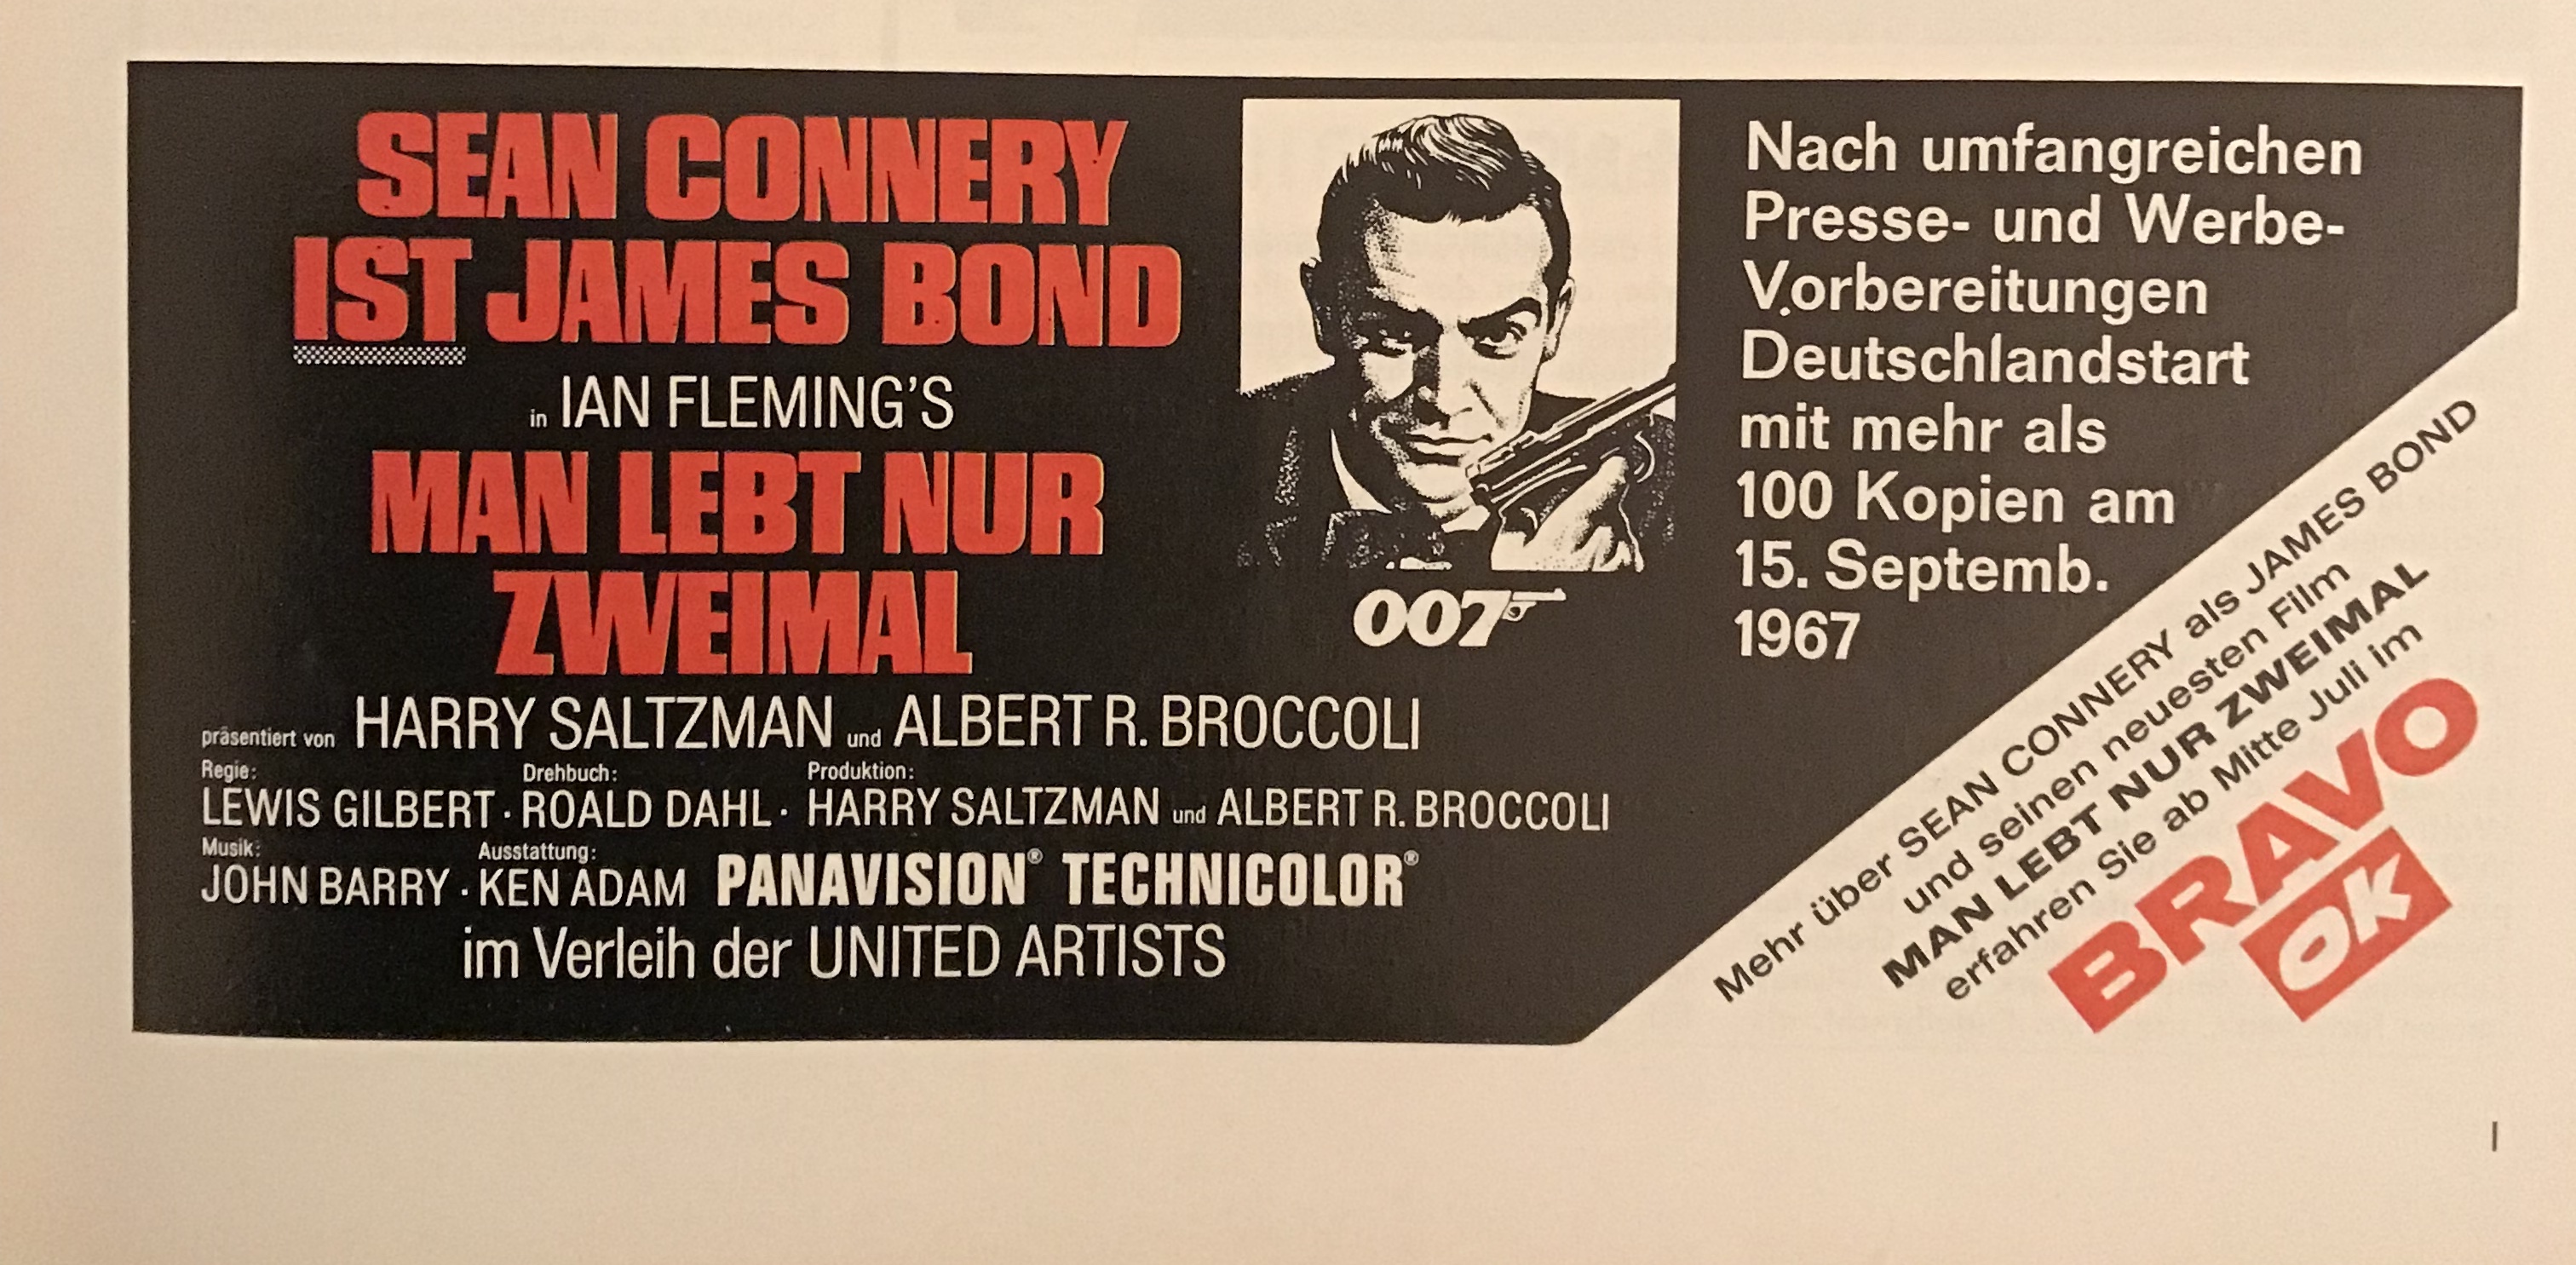 SEAN CONNERY
IST JAMES BOND
in IAN FLEMING'S
MAN LEBT NUR
ZWEIMAL
präsentiert von HARRY SALTZMAN und ALBERT R. BROCCOLI
Regie: Drehbuch: Produktion:
LEWIS GILBERT · ROALD DAHL · HARRY SALTZMAN und ALBERT R. BROCCOLI
Musik: Ausstattung:
JOHN BARRY · KEN ADAM PANAVISION® TECHNICOLOR®
im Verleih der UNITED ARTISTS
007
Nach umfangreichen
Presse- und Werbe-
Vorbereitungen
Deutschlandstart
mit mehr als
100 Kopien am
15. Septemb.
1967
Mehr über SEAN CONNERY als JAMES BOND
und seinen neuesten Film
MAN LEBT NUR ZWEIMAL
erfahren Sie ab Mitte Juli im
BRAVO
OK
I